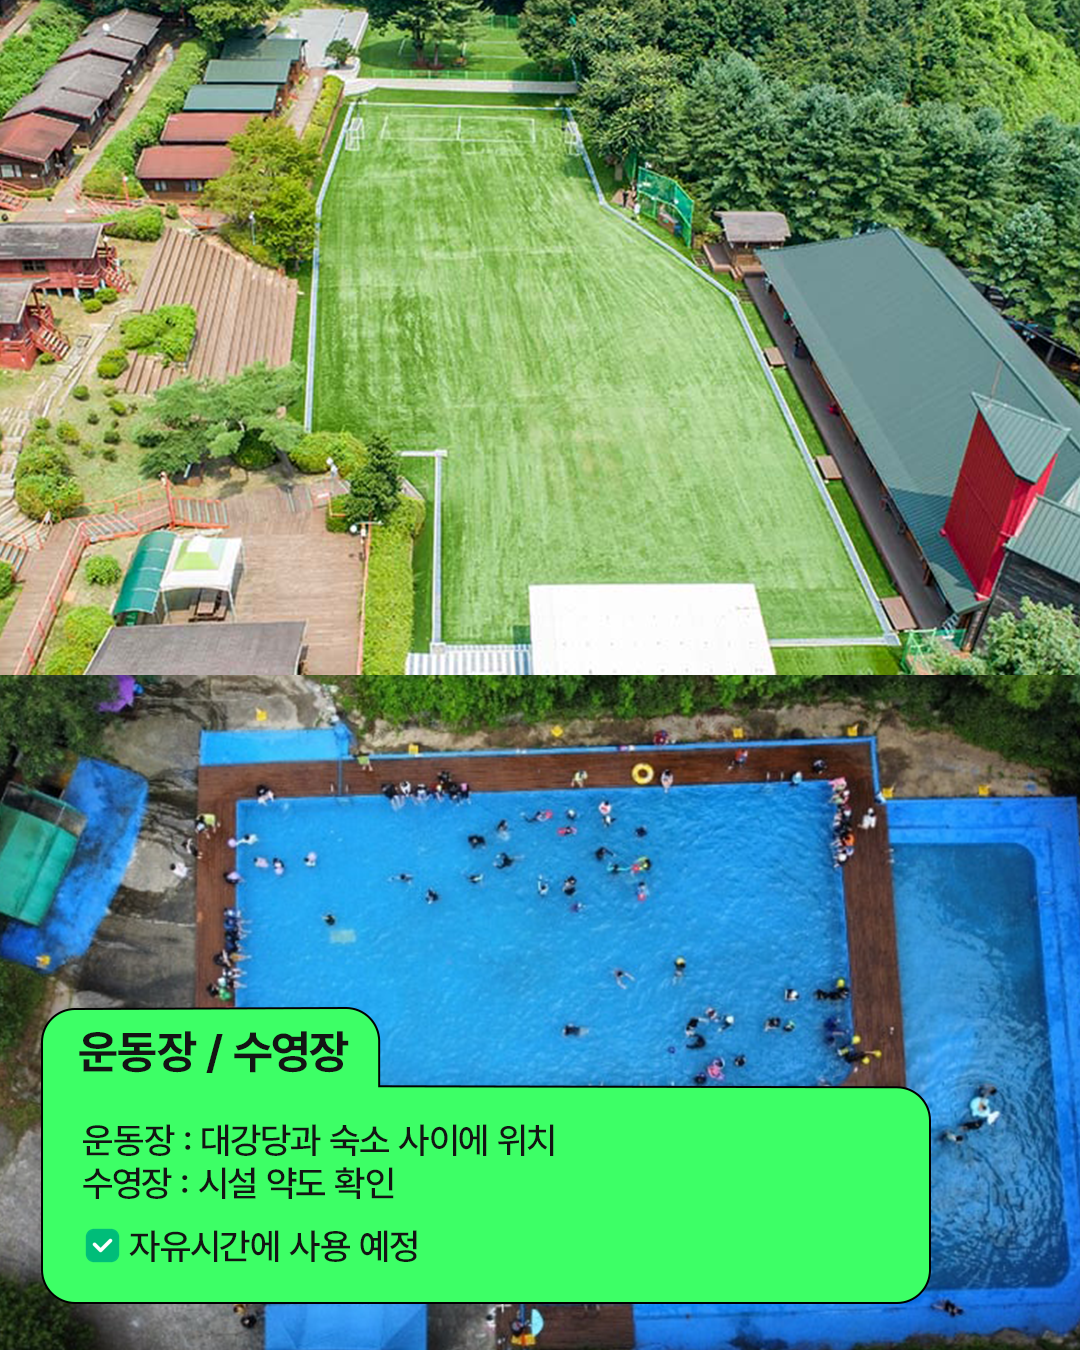 운동장 / 수영장
운동장 : 대강당과 숙소 사이에 위치
수영장 : 시설 약도 확인
✅ 자유시간에 사용 예정